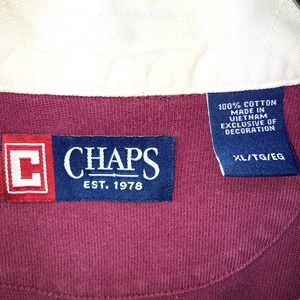 C
CHAPS
EST. 1978
100% COTTON
MADE IN
VIETNAM
EXCLUSIVE OF
DECORATION
XL/TG/EG